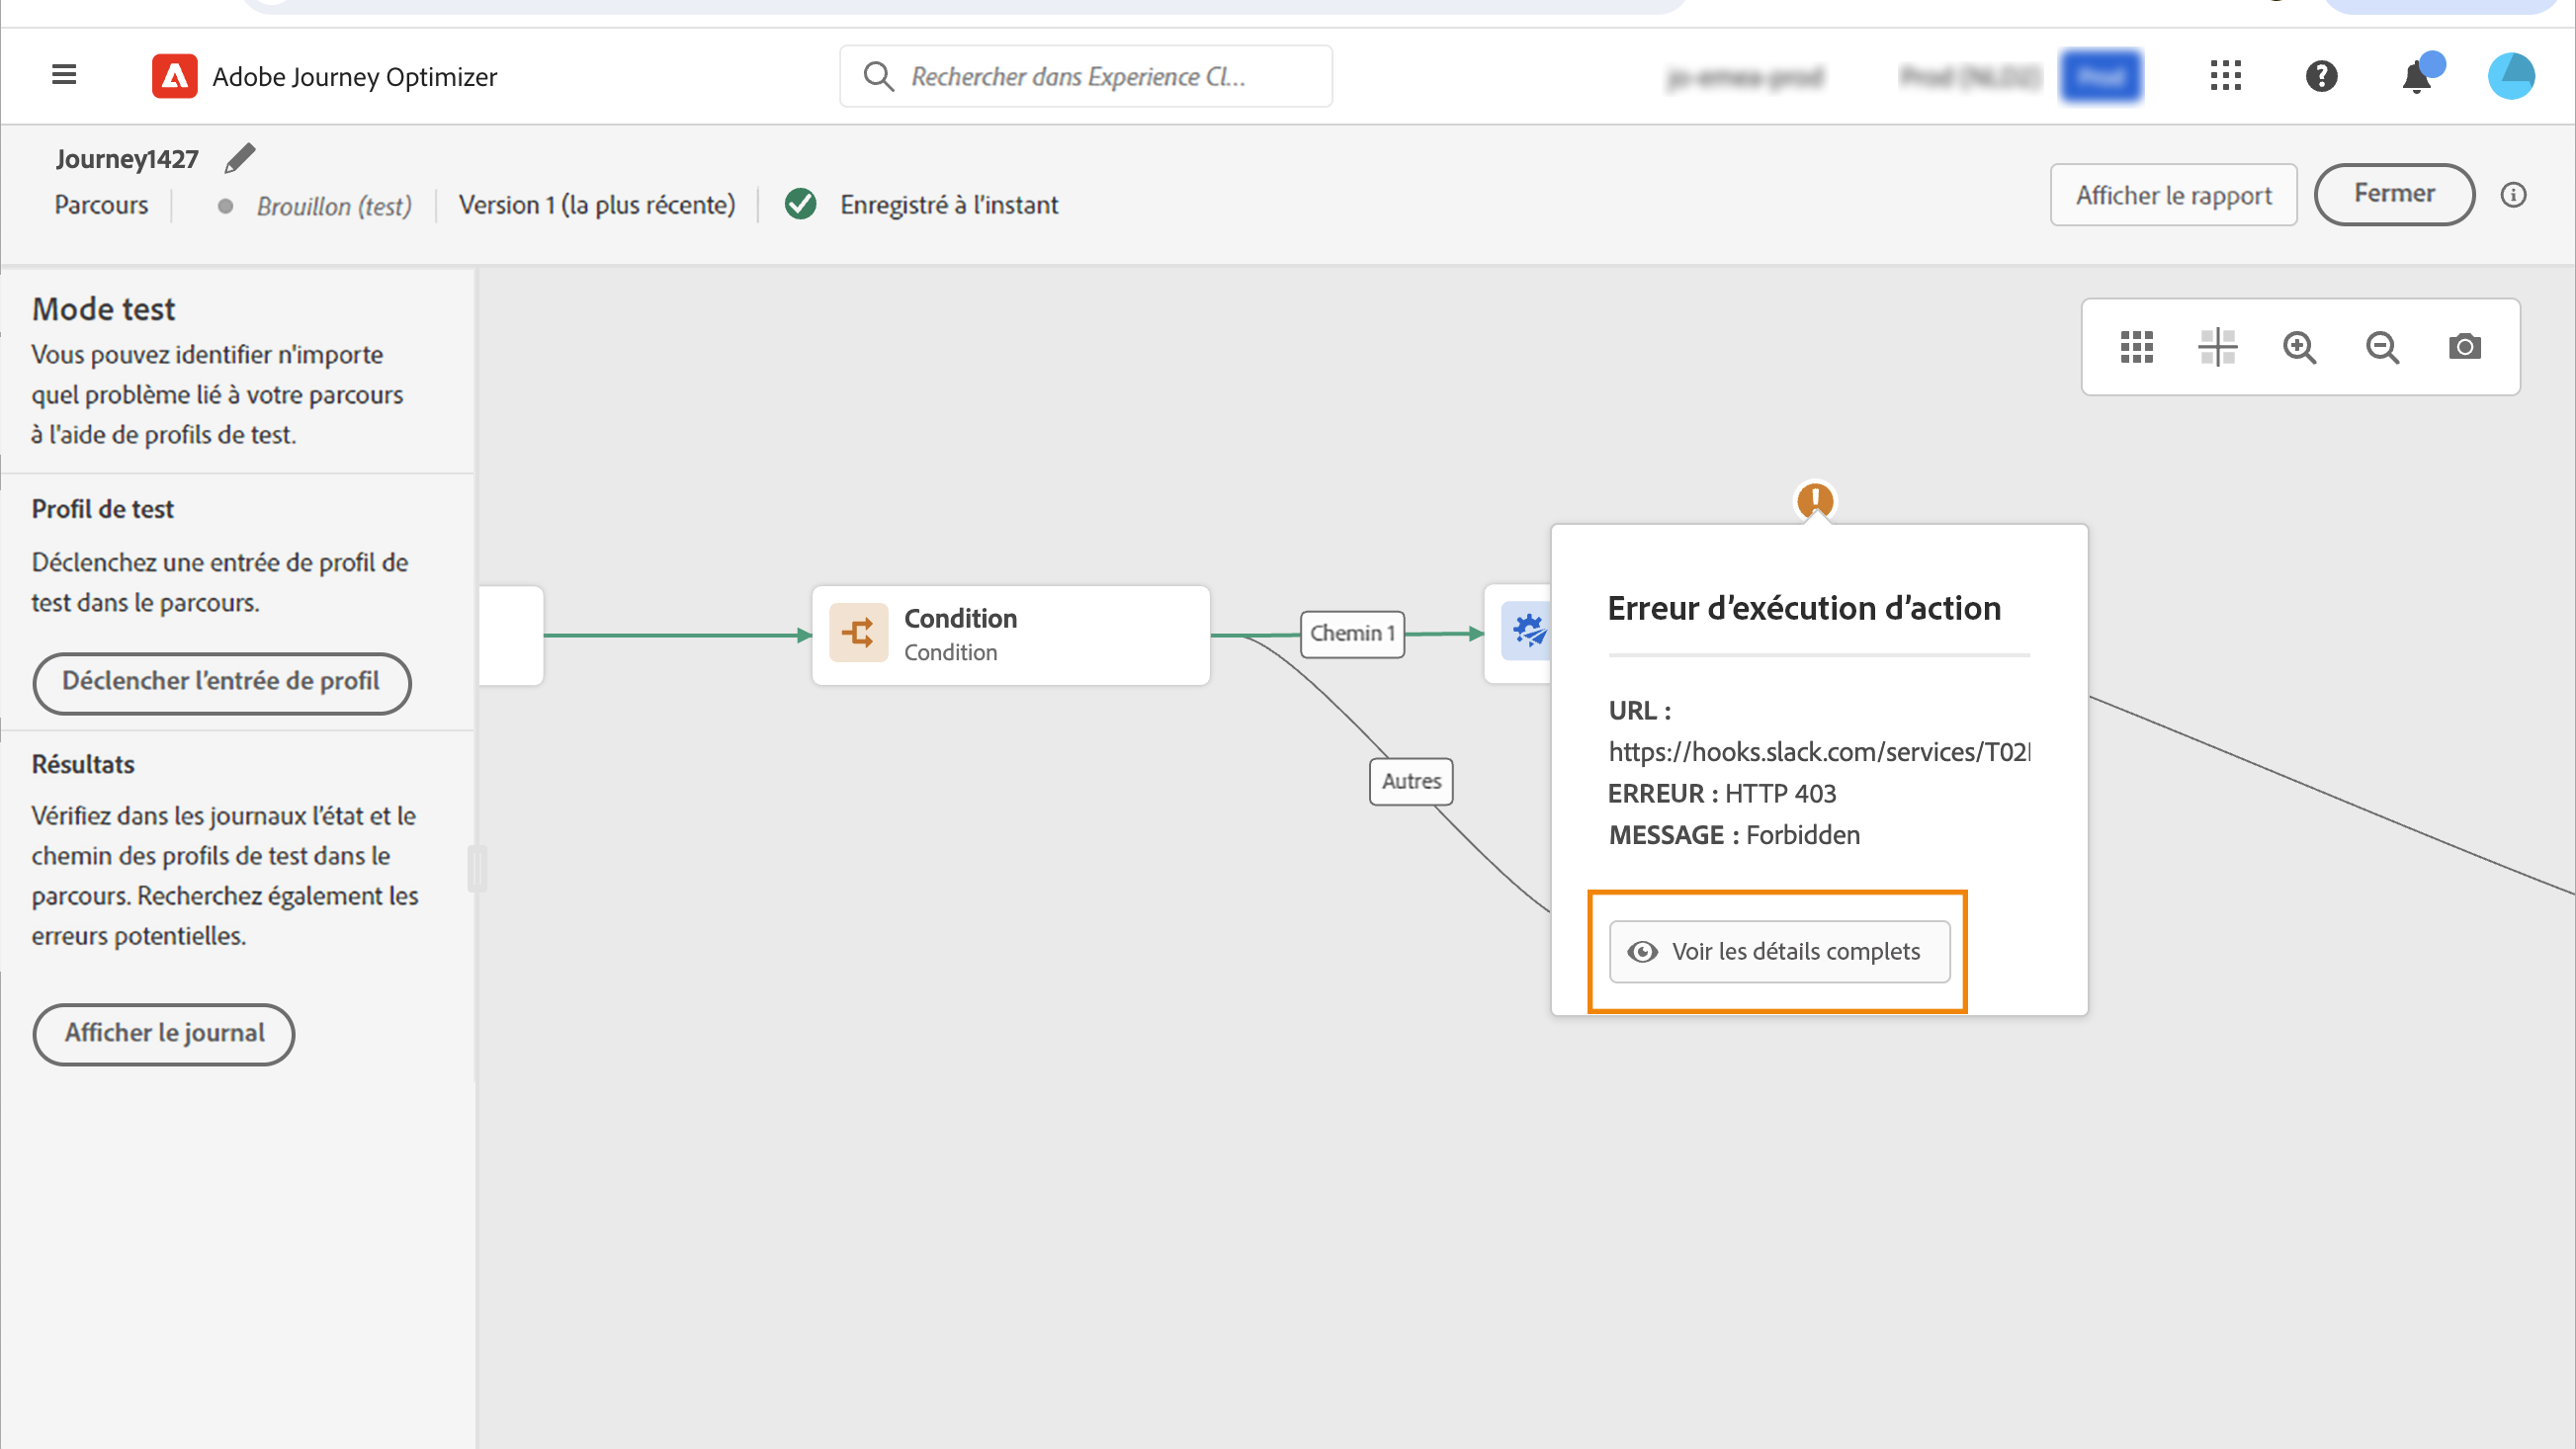 Adobe Journey Optimizer
Rechercher dans Experience Cl...
Journey1427
Parcours
Brouillon (test)
Version 1 (la plus récente)
Enregistré à l'instant
Afficher le rapport
Fermer
Mode test
Vous pouvez identifier n'importe
quel problème lié à votre parcours
à l'aide de profils de test.
Profil de test
Déclenchez une entrée de profil de
test dans le parcours.
Déclencher l'entrée de profil
Résultats
Vérifiez dans les journaux l'état et le
chemin des profils de test dans le
parcours. Recherchez également les
erreurs potentielles.
Afficher le journal
Condition
Condition
Chemin 1
Autres
Erreur d'exécution d'action
URL :
https://hooks.slack.com/services/T02
ERREUR : HTTP 403
MESSAGE : Forbidden
Voir les détails complets